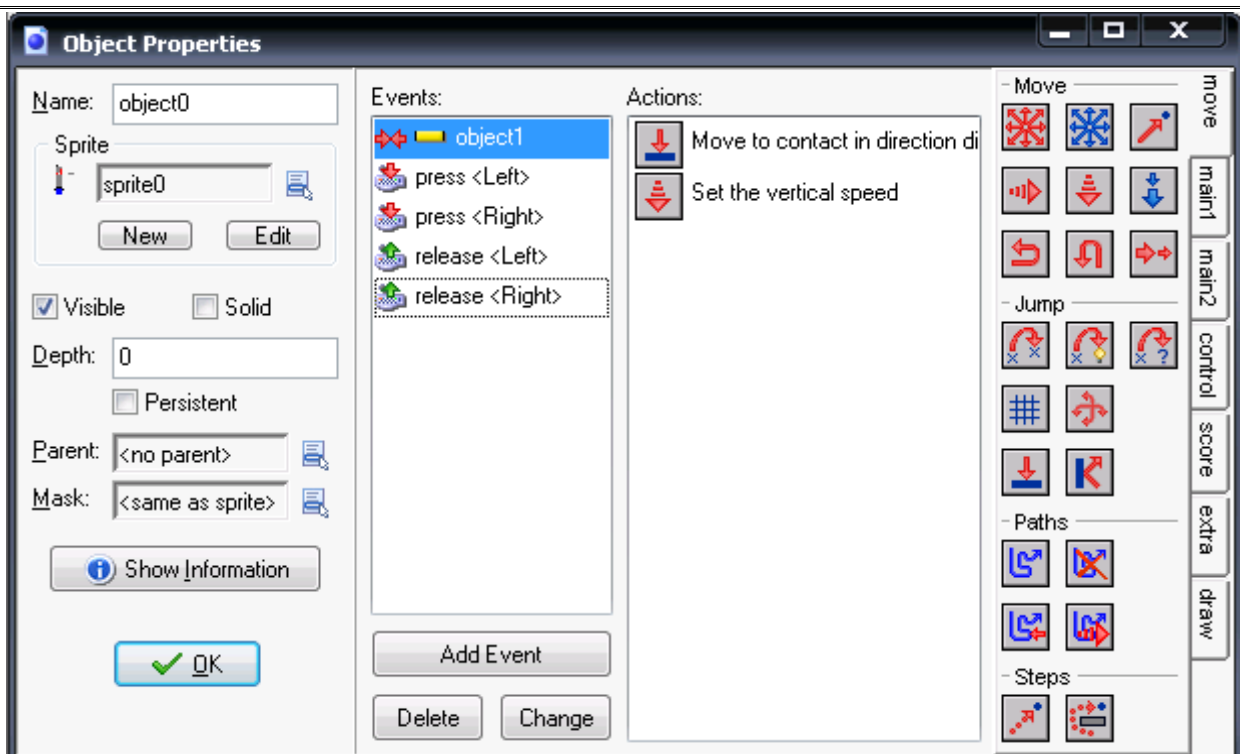 Object Properties
Name: object0
Sprite
sprite0
New Edit
Visible Solid
Depth: 0
Persistent
Parent: <no parent>
Mask: <same as sprite>
Show Information
OK
Events:
object1
press <Left>
press <Right>
release <Left>
release <Right>
Add Event
Delete Change
Actions:
Move to contact in direction di
Set the vertical speed
Move
Jump
Paths
Steps
move
main1
main2
control
score
extra
draw